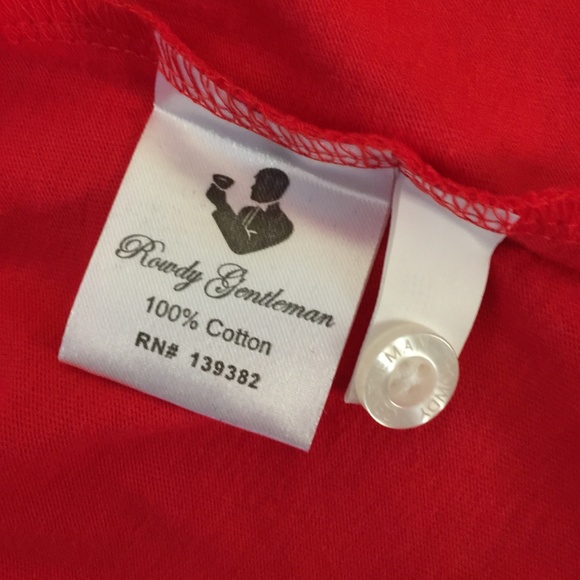 Rowdy Gentleman
100% Cotton
RN# 139382